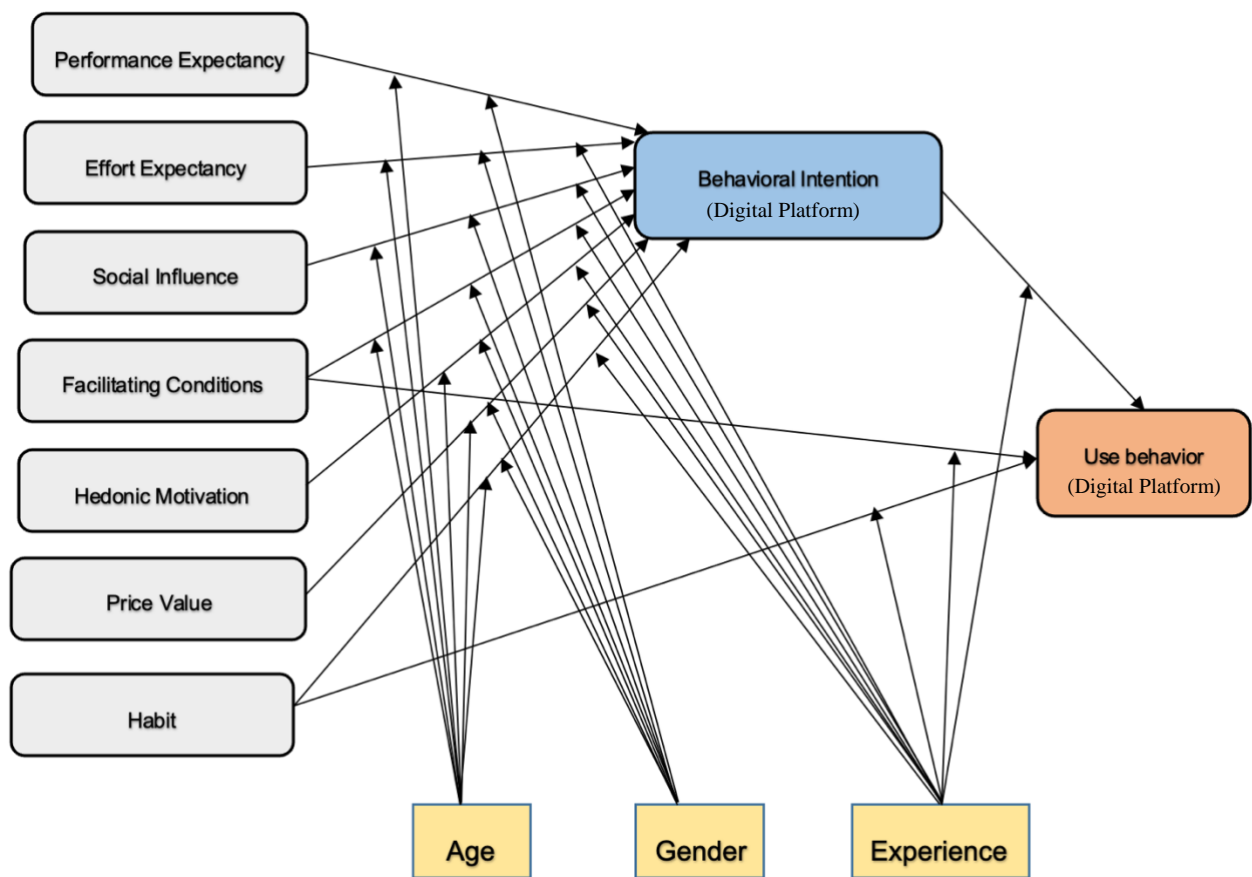 Performance Expectancy
Effort Expectancy
Social Influence
Facilitating Conditions
Hedonic Motivation
Price Value
Habit
Behavioral Intention
(Digital Platform)
Use behavior
(Digital Platform)
Age
Gender
Experience